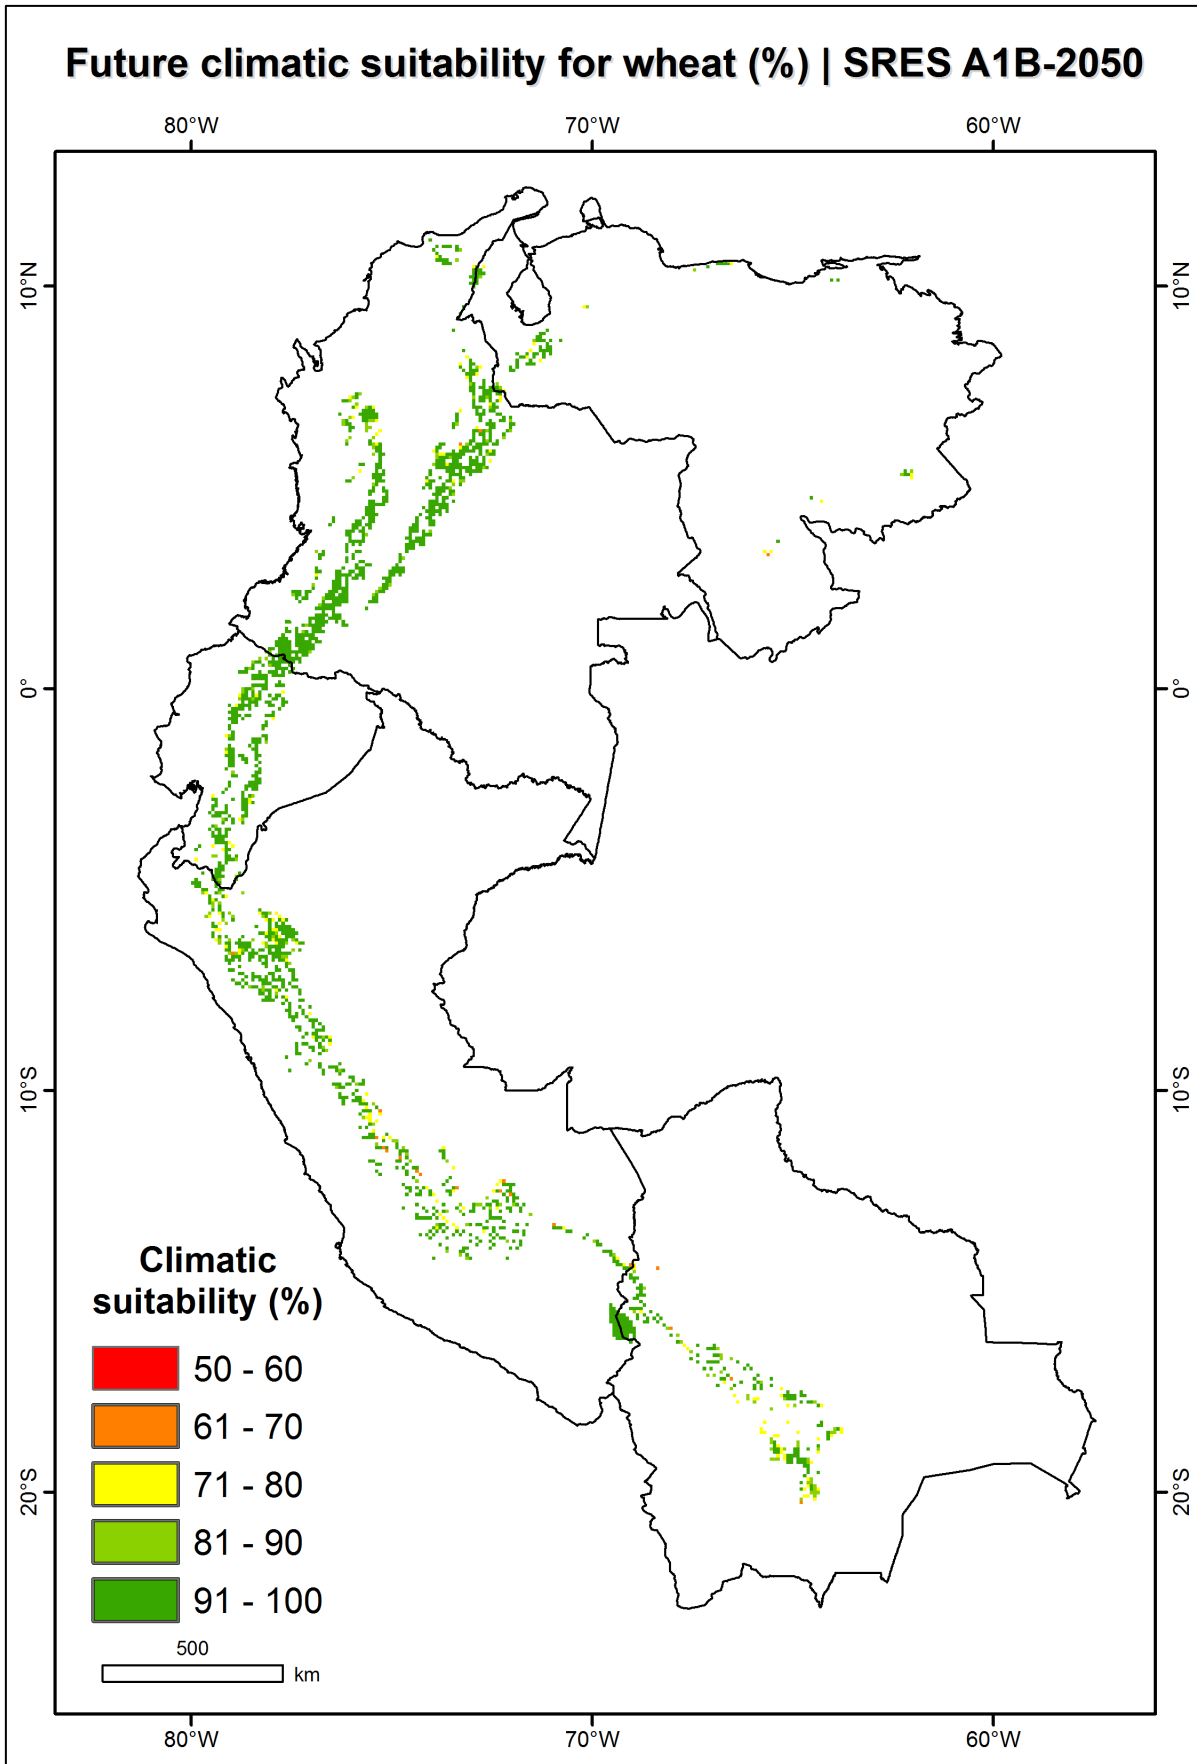 Future climatic suitability for wheat (%) | SRES A1B-2050
80°W 70°W 60°W
10°N 10°N
0° 0°
10°S 10°S
20°S 20°S
Climatic
suitability (%)
50 - 60
61 - 70
71 - 80
81 - 90
91 - 100
500
km
80°W 70°W 60°W